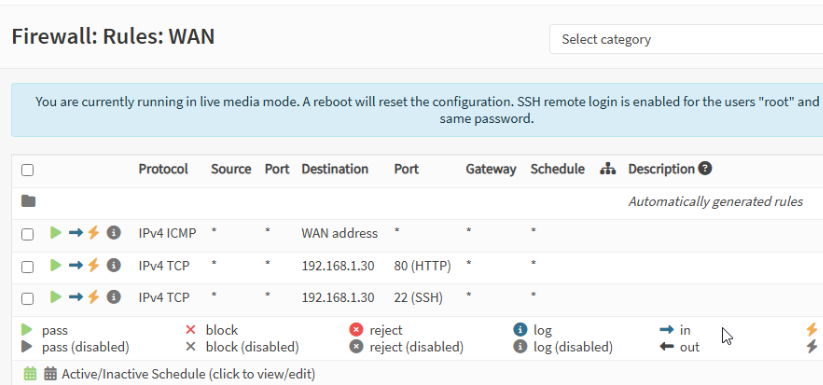 Firewall: Rules: WAN
Select category
You are currently running in live media mode. A reboot will reset the configuration. SSH remote login is enabled for the users "root" and
same password.
Protocol Source Port Destination Port Gateway Schedule Description
Automatically generated rules
IPv4 ICMP * * WAN address * * *
IPv4 TCP * * 192.168.1.30 80 (HTTP) * *
IPv4 TCP * * 192.168.1.30 22 (SSH) * *
pass block reject log in
pass (disabled) block (disabled) reject (disabled) log (disabled) out
Active/Inactive Schedule (click to view/edit)